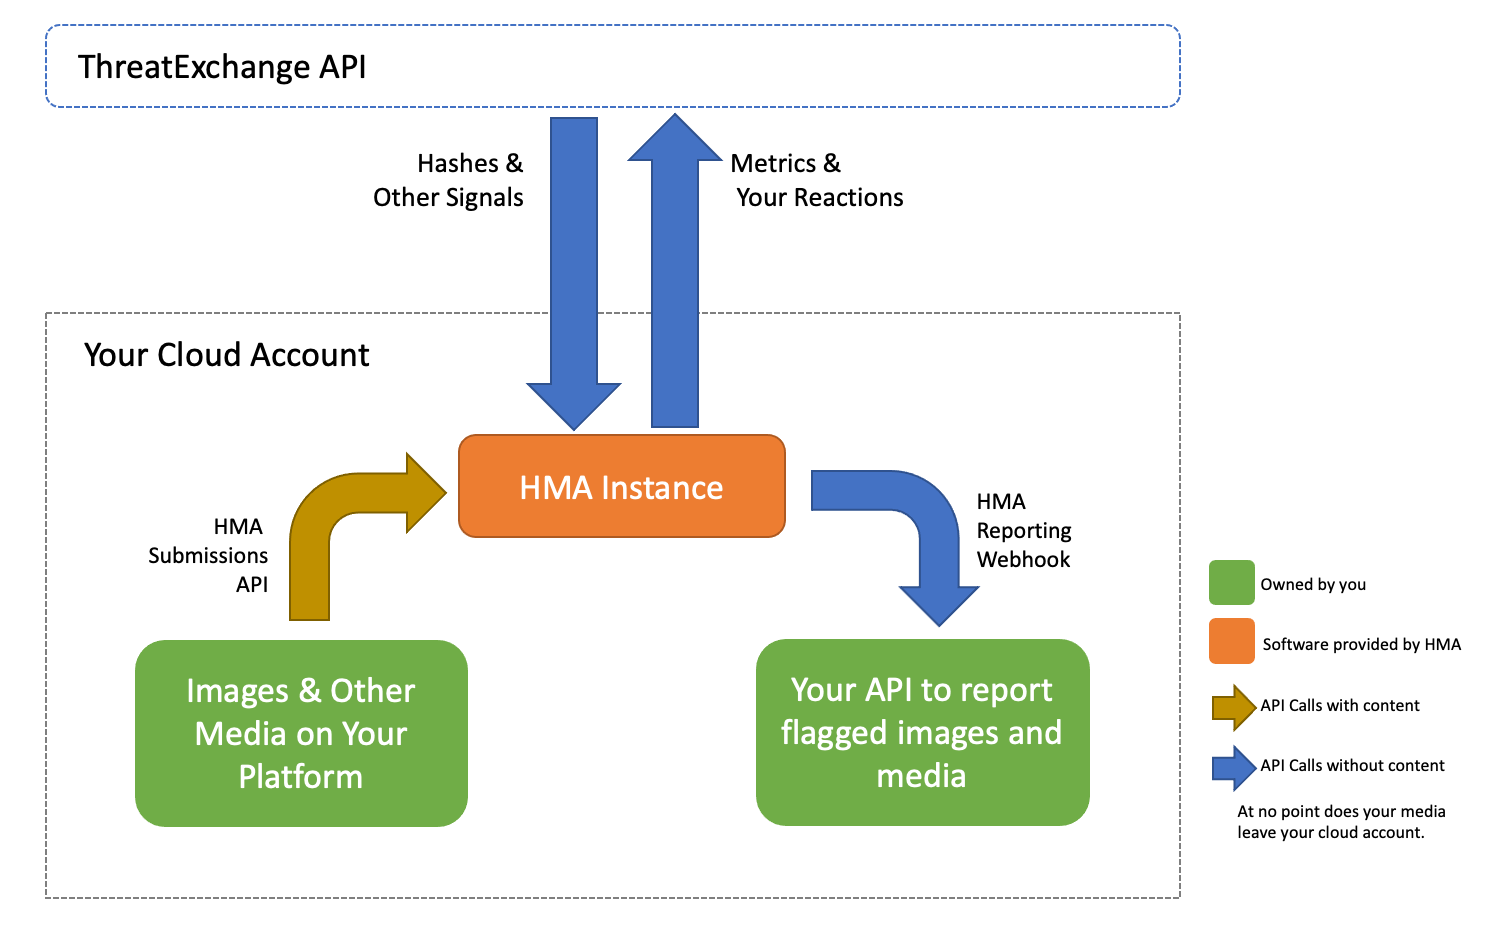 ThreatExchange API
Hashes &
Other Signals
Metrics &
Your Reactions
Your Cloud Account
HMA Instance
HMA
Submissions
API
HMA
Reporting
Webhook
Images & Other
Media on Your
Platform
Your API to report
flagged images and
media
Owned by you
Software provided by HMA
API Calls with content
API Calls without content
At no point does your media
leave your cloud account.